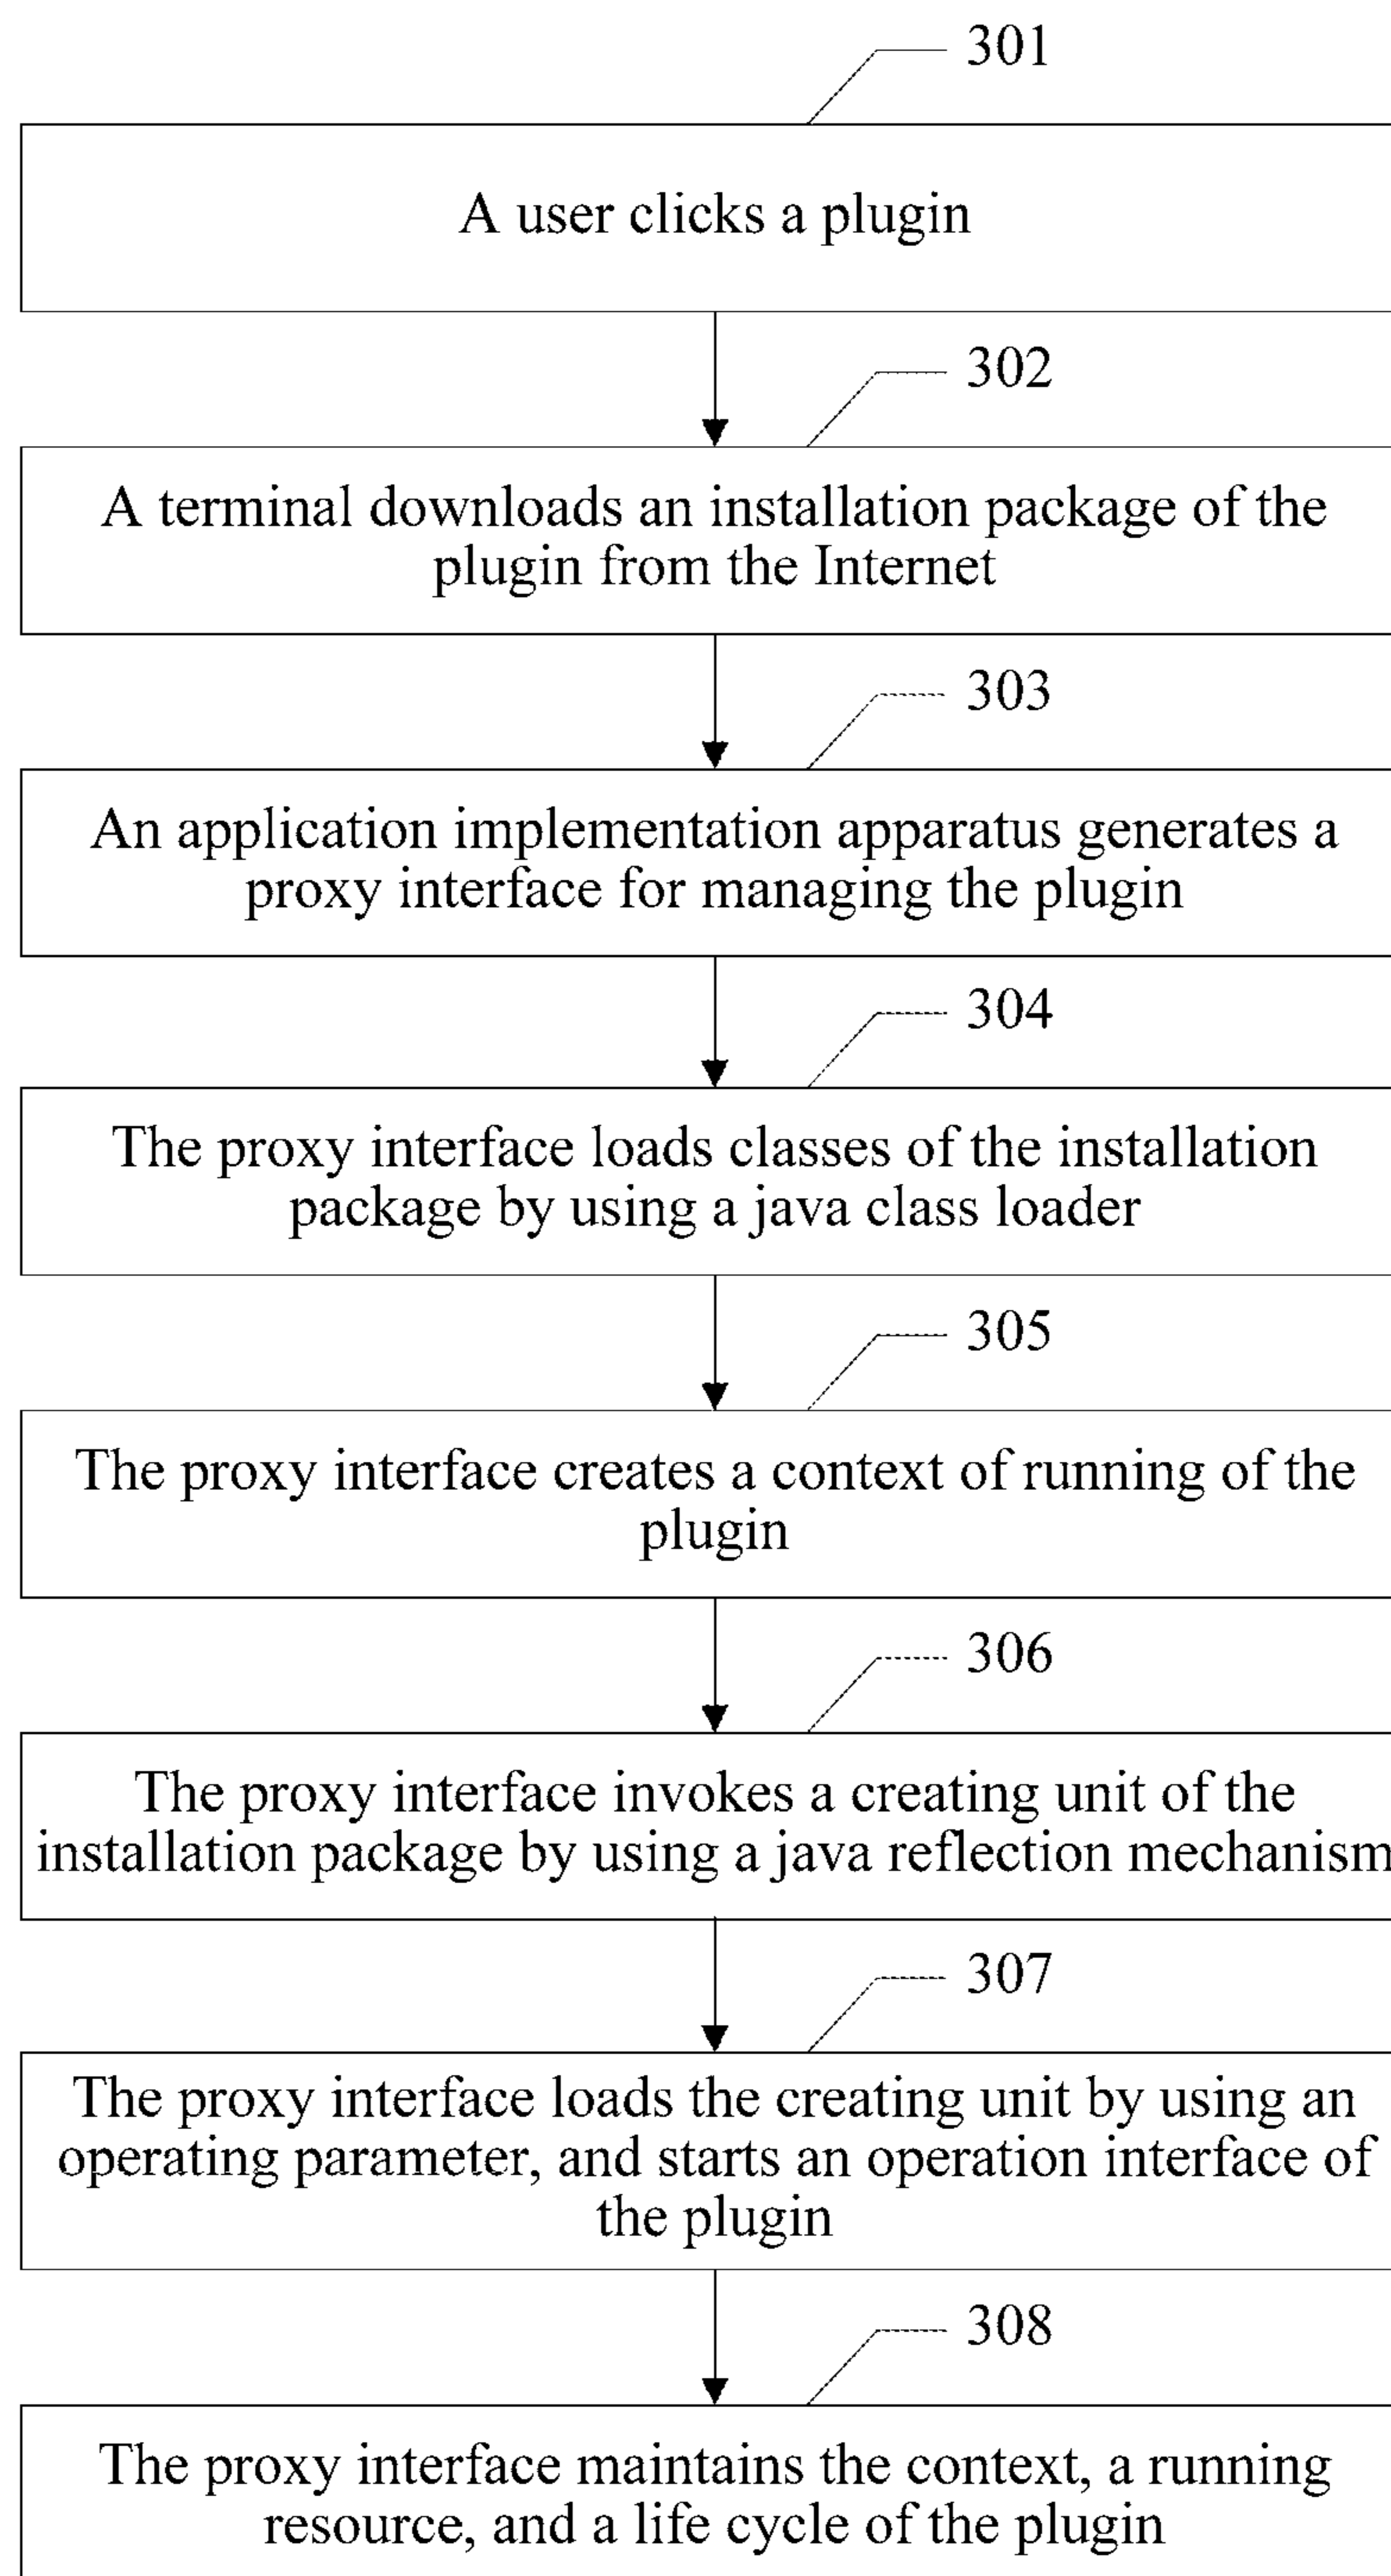 301
A user clicks a plugin
302
A terminal downloads an installation package of the
plugin from the Internet
303
An application implementation apparatus generates a
proxy interface for managing the plugin
304
The proxy interface loads classes of the installation
package by using a java class loader
305
The proxy interface creates a context of running of the
plugin
306
The proxy interface invokes a creating unit of the
installation package by using a java reflection mechanism
307
The proxy interface loads the creating unit by using an
operating parameter, and starts an operation interface of
the plugin
308
The proxy interface maintains the context, a running
resource, and a life cycle of the plugin